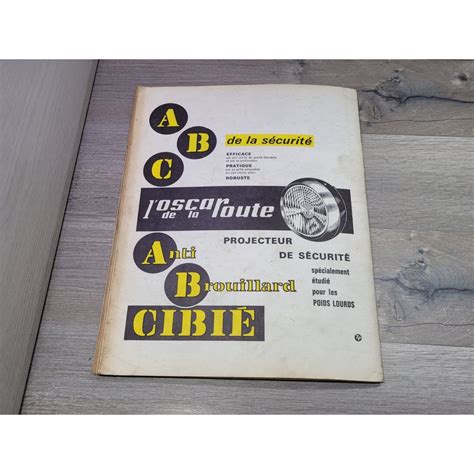 A
B
C
de la sécurité
EFFICACE
PRATIQUE
ROBUSTE
l'oscar
de la route
PROJECTEUR
DE SÉCURITÉ
spécialement
étudié
pour les
POIDS LOURDS
Anti
Brouillard
CIBIÉ